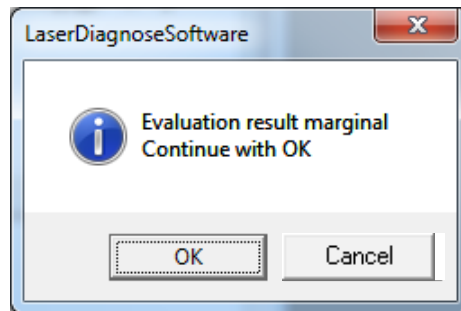 LaserDiagnoseSoftware
Evaluation result marginal
Continue with OK
OK
Cancel